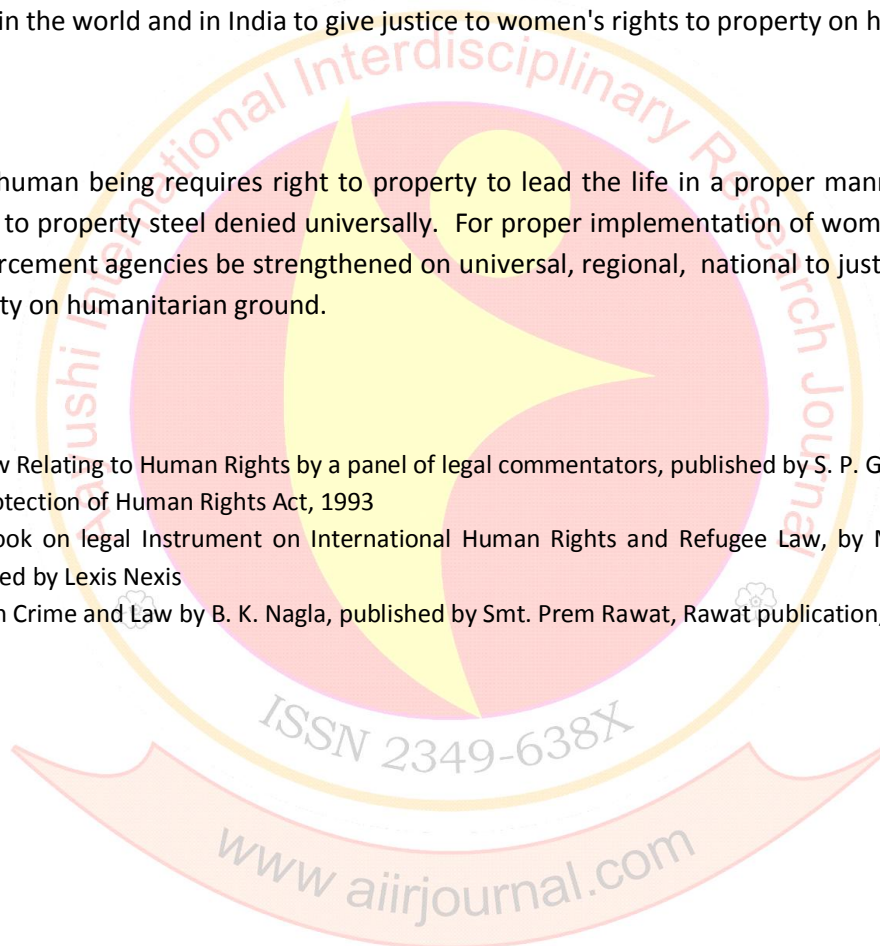 in the world and in India to give justice to women's rights to property on h
human being requires right to property to lead the life in a proper mann
to property steel denied universally. For proper implementation of wom
rcement agencies be strengthened on universal, regional, national to just
ty on humanitarian ground.
w Relating to Human Rights by a panel of legal commentators, published by S. P. G
otection of Human Rights Act, 1993
ook on legal Instrument on International Human Rights and Refugee Law, by M
ed by Lexis Nexis
n Crime and Law by B. K. Nagla, published by Smt. Prem Rawat, Rawat publication,
Aayushi International Interdisciplinary Research Journal
ISSN 2349-638X
www aiirjournal.com